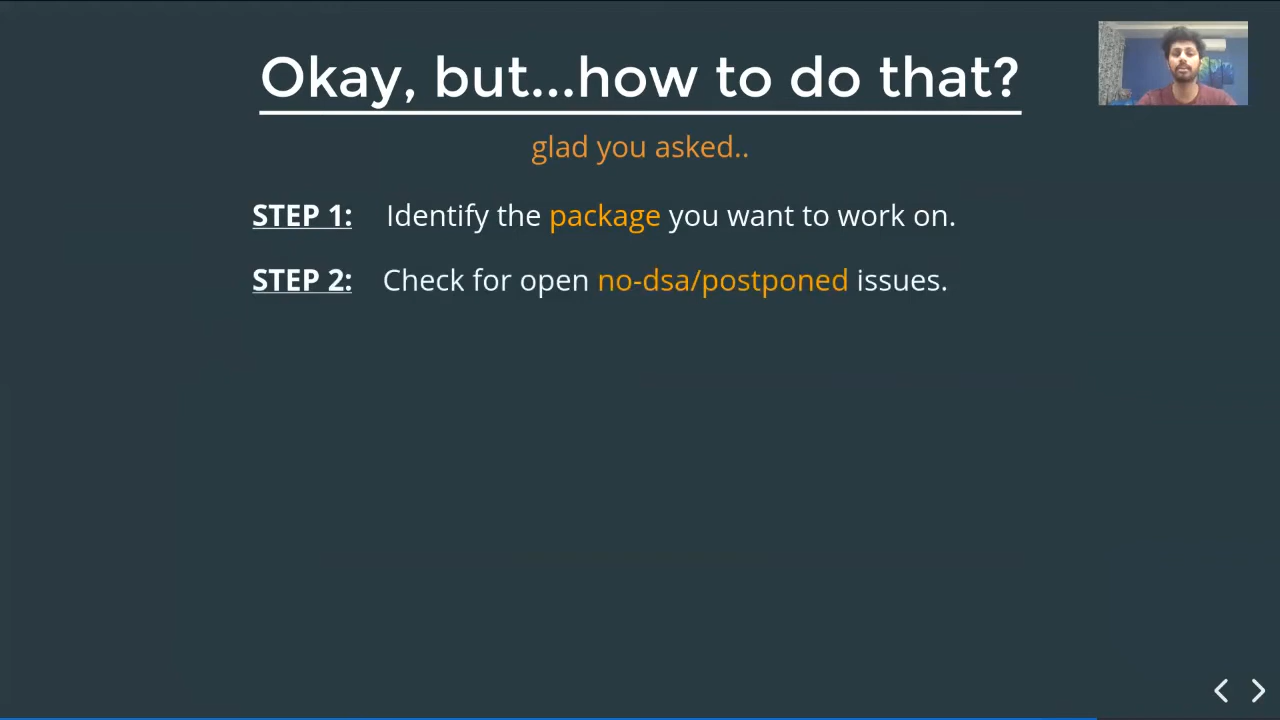 Okay, but...how to do that?
glad you asked..
STEP 1: Identify the package you want to work on.
STEP 2: Check for open no-dsa/postponed issues.